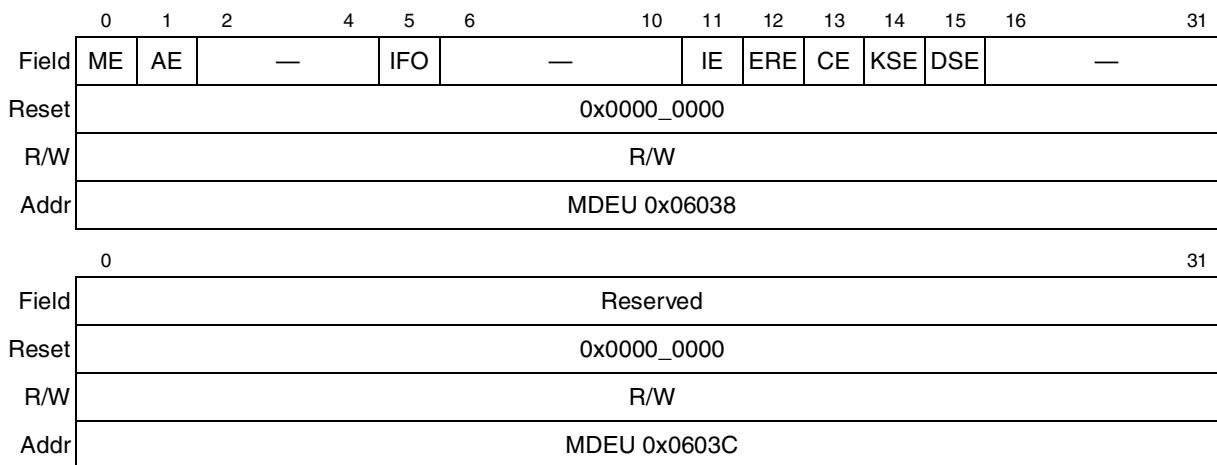 0 1 2 4 5 6 10 11 12 13 14 15 16 31
Field ME AE — IFO — IE ERE CE KSE DSE —
Reset 0x0000_0000
R/W R/W
Addr MDEU 0x06038
0 31
Field Reserved
Reset 0x0000_0000
R/W R/W
Addr MDEU 0x0603C